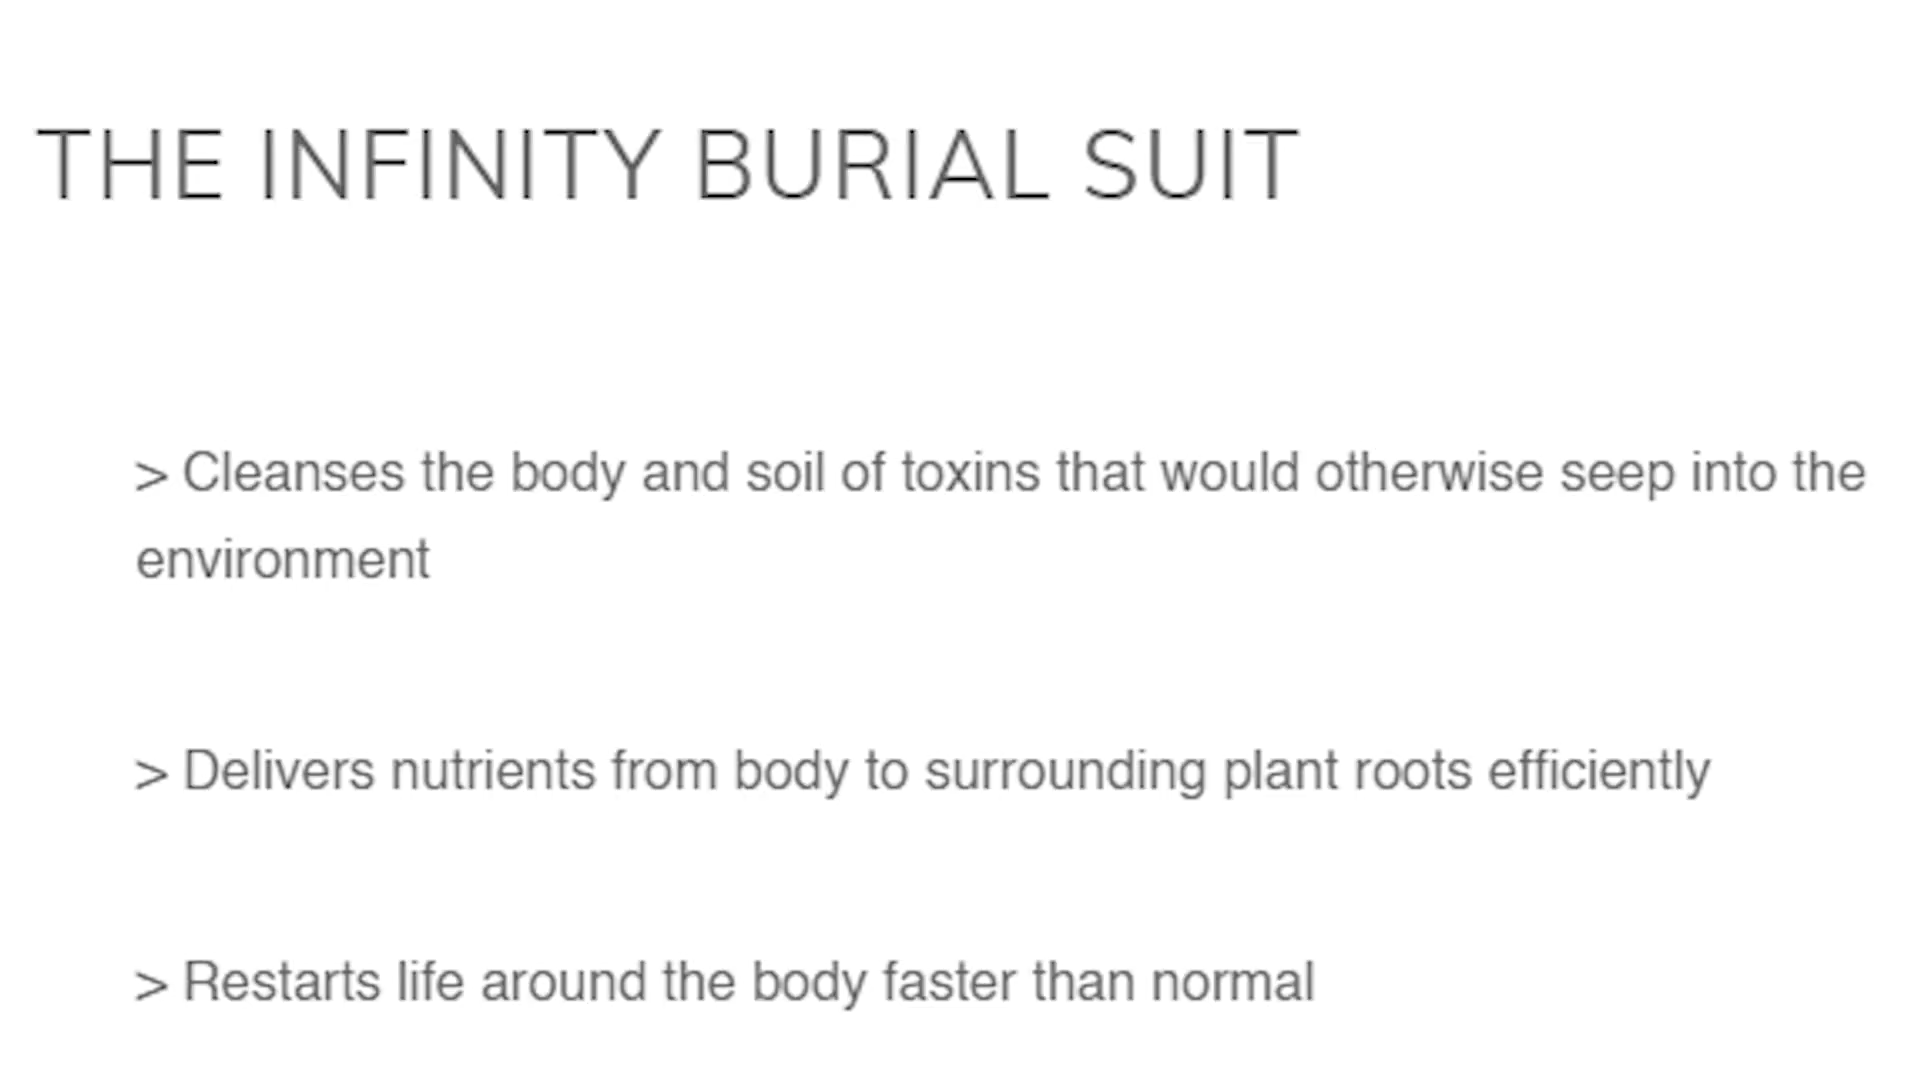 THE INFINITY BURIAL SUIT
> Cleanses the body and soil of toxins that would otherwise seep into the
environment
> Delivers nutrients from body to surrounding plant roots efficiently
> Restarts life around the body faster than normal